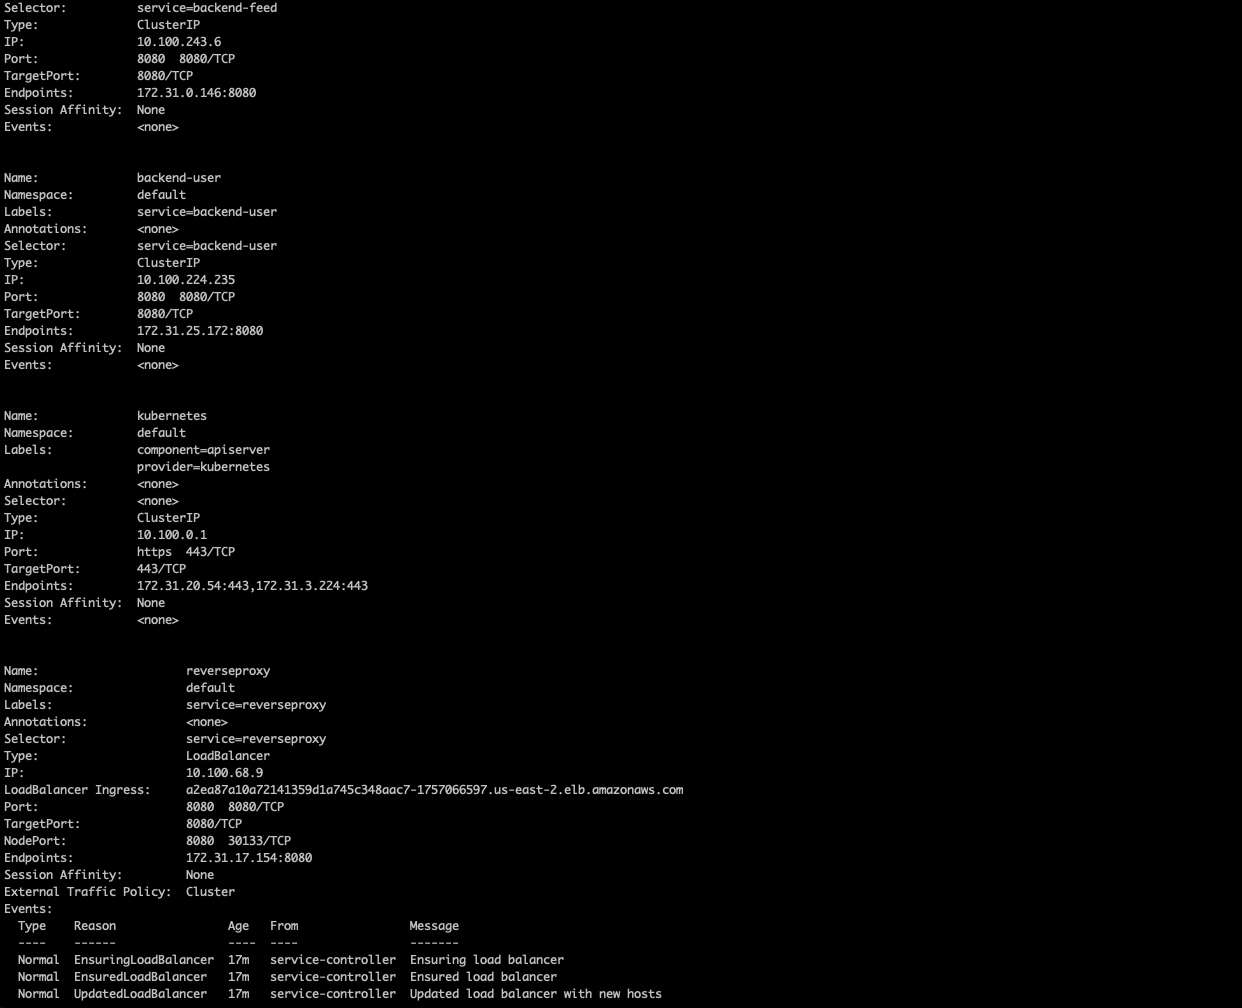 Selector:          service=backend-feed
Type:              ClusterIP
IP:                10.100.243.6
Port:              8080  8080/TCP
TargetPort:        8080/TCP
Endpoints:         172.31.0.146:8080
Session Affinity:  None
Events:            <none>

Name:              backend-user
Namespace:         default
Labels:            service=backend-user
Annotations:       <none>
Selector:          service=backend-user
Type:              ClusterIP
IP:                10.100.224.235
Port:              8080  8080/TCP
TargetPort:        8080/TCP
Endpoints:         172.31.25.172:8080
Session Affinity:  None
Events:            <none>

Name:              kubernetes
Namespace:         default
Labels:            component=apiserver
                   provider=kubernetes
Annotations:       <none>
Selector:          <none>
Type:              ClusterIP
IP:                10.100.0.1
Port:              https  443/TCP
TargetPort:        443/TCP
Endpoints:         172.31.20.54:443,172.31.3.224:443
Session Affinity:  None
Events:            <none>

Name:                     reverseproxy
Namespace:                default
Labels:                   service=reverseproxy
Annotations:              <none>
Selector:                 service=reverseproxy
Type:                     LoadBalancer
IP:                       10.100.68.9
LoadBalancer Ingress:     a2ea87a10a72141359d1a745c348aac7-1757066597.us-east-2.elb.amazonaws.com
Port:                     8080  8080/TCP
TargetPort:               8080/TCP
NodePort:                 8080  30133/TCP
Endpoints:                172.31.17.154:8080
Session Affinity:         None
External Traffic Policy:  Cluster
Events:
  Type    Reason                Age   From                Message
  ----    ------                ----  ----                -------
  Normal  EnsuringLoadBalancer  17m   service-controller  Ensuring load balancer
  Normal  EnsuredLoadBalancer   17m   service-controller  Ensured load balancer
  Normal  UpdatedLoadBalancer   17m   service-controller  Updated load balancer with new hosts